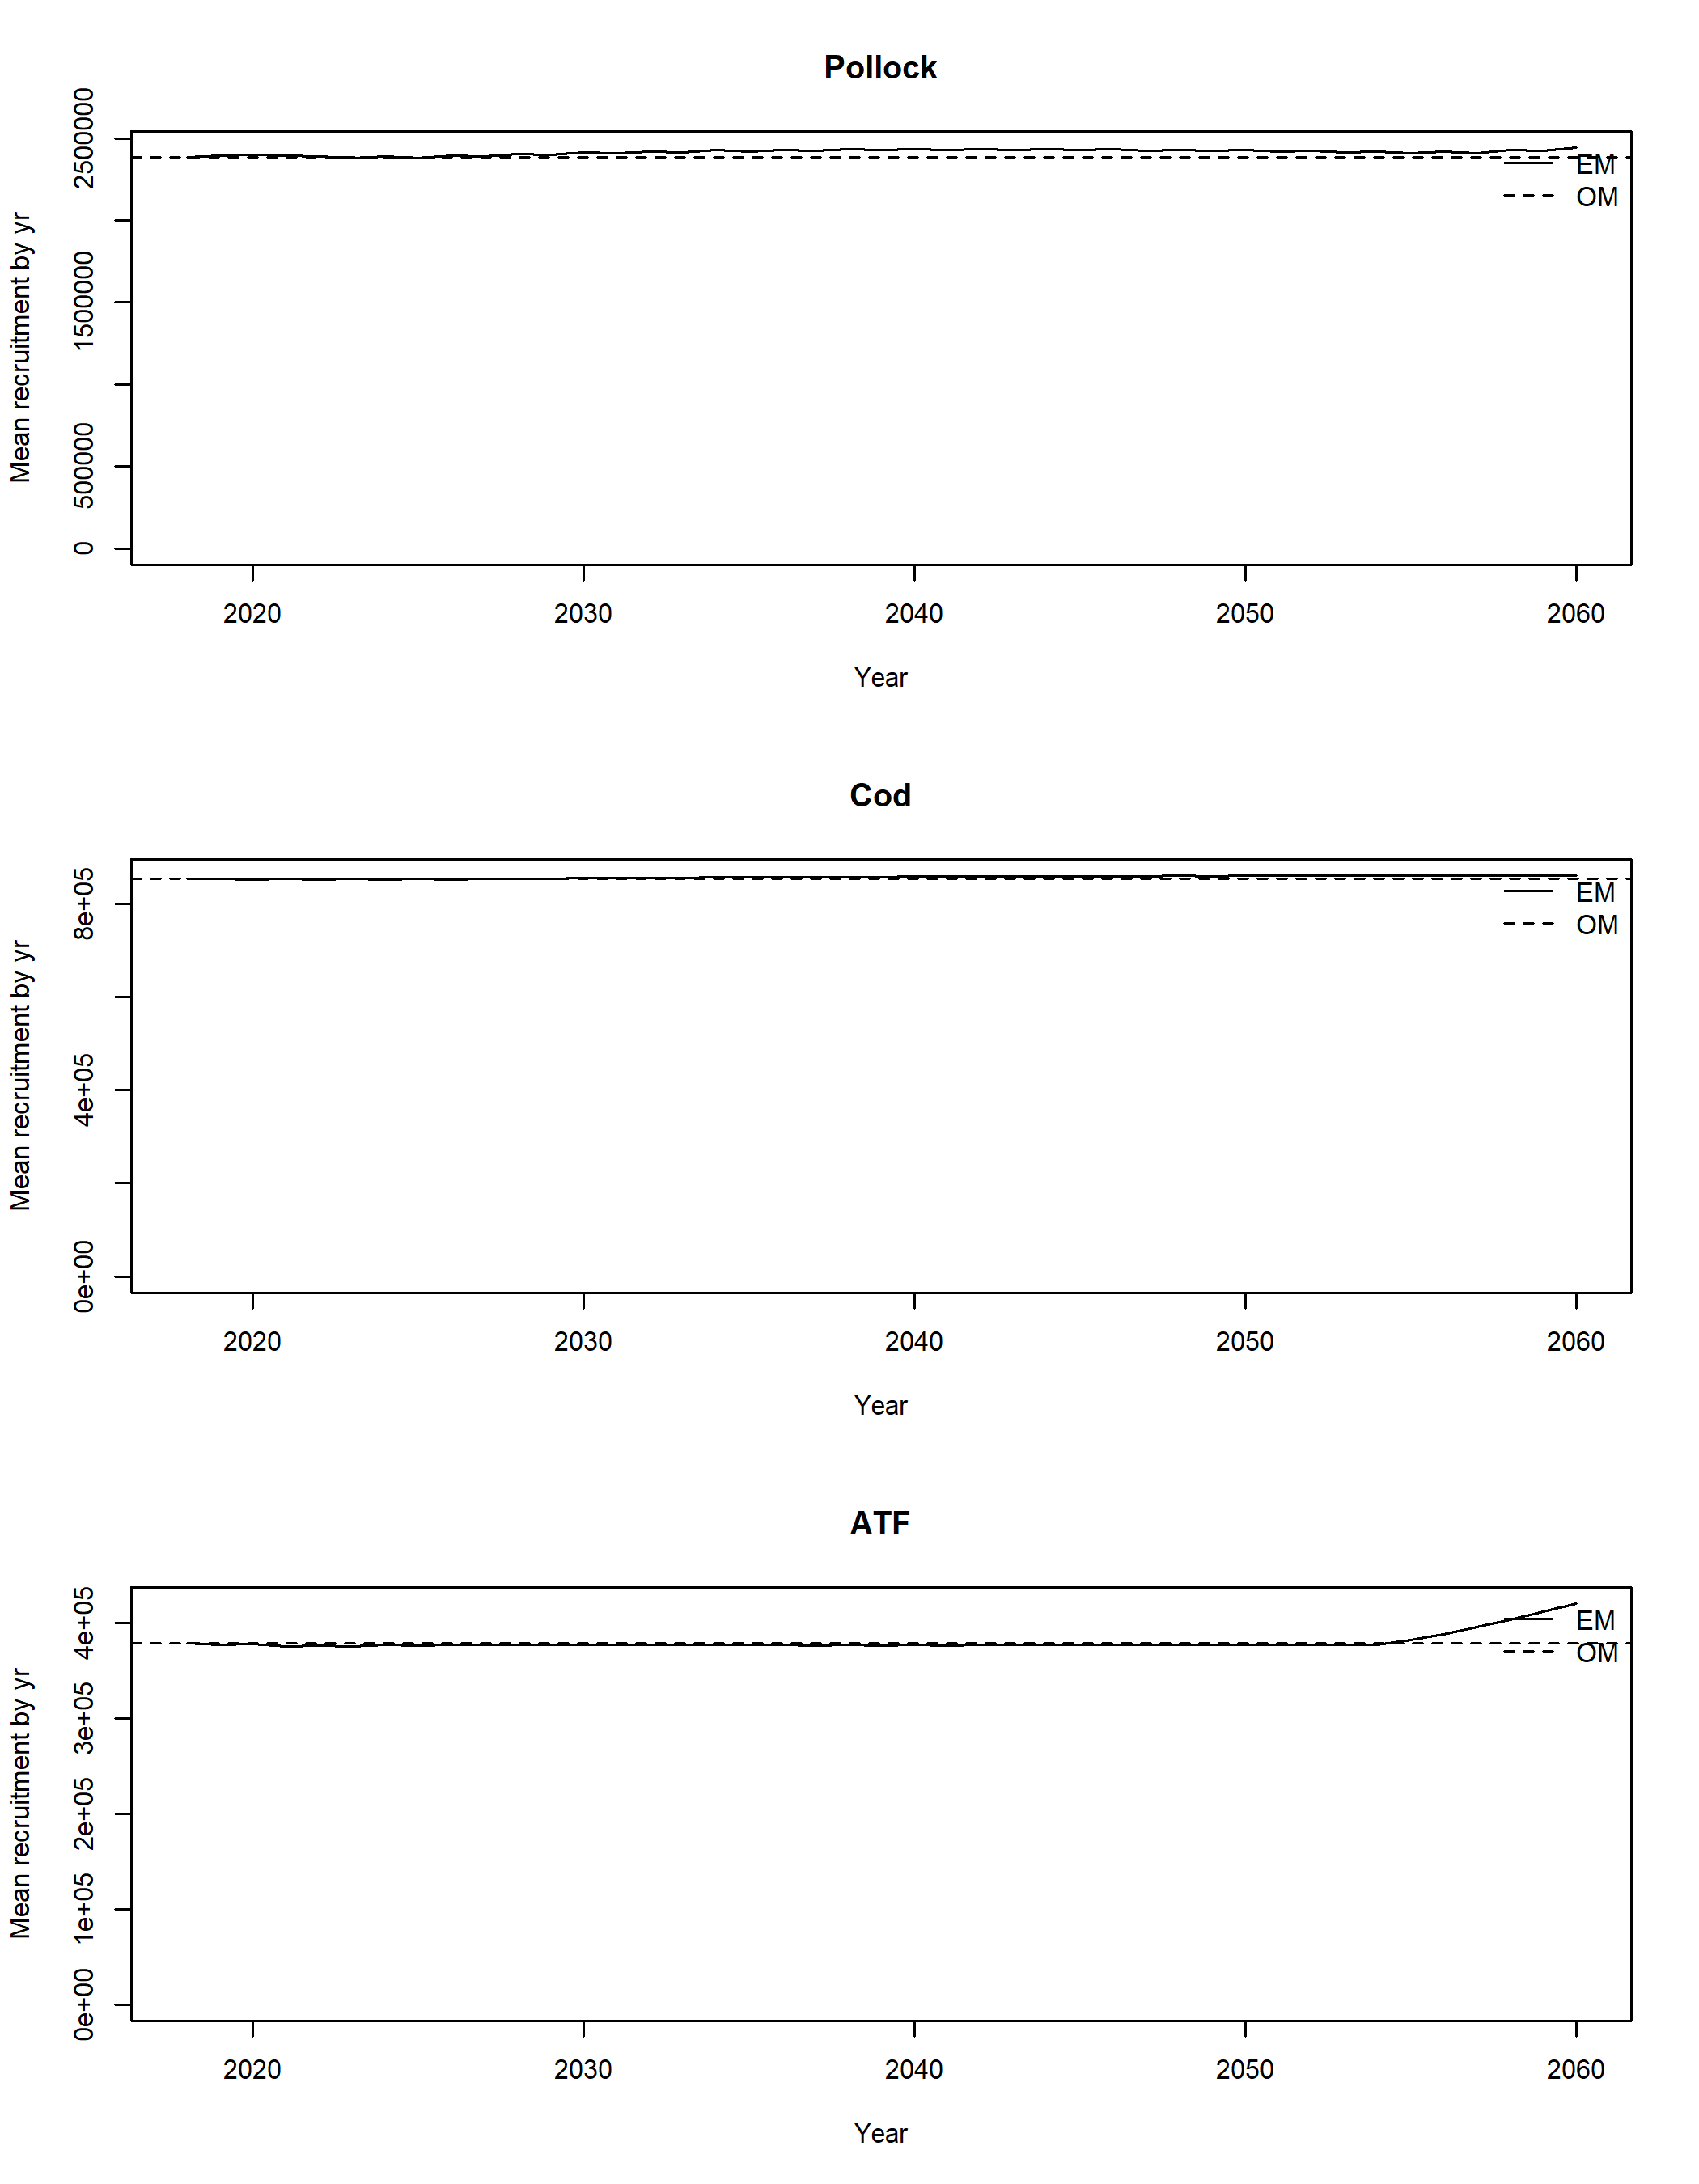 Pollock
Mean recruitment by yr
2500000
1500000
500000
0
EM
OM
2020 2030 2040 2050 2060
Year
Cod
Mean recruitment by yr
8e+05
4e+05
0e+00
EM
OM
2020 2030 2040 2050 2060
Year
ATF
Mean recruitment by yr
4e+05
3e+05
2e+05
1e+05
0e+00
EM
OM
2020 2030 2040 2050 2060
Year